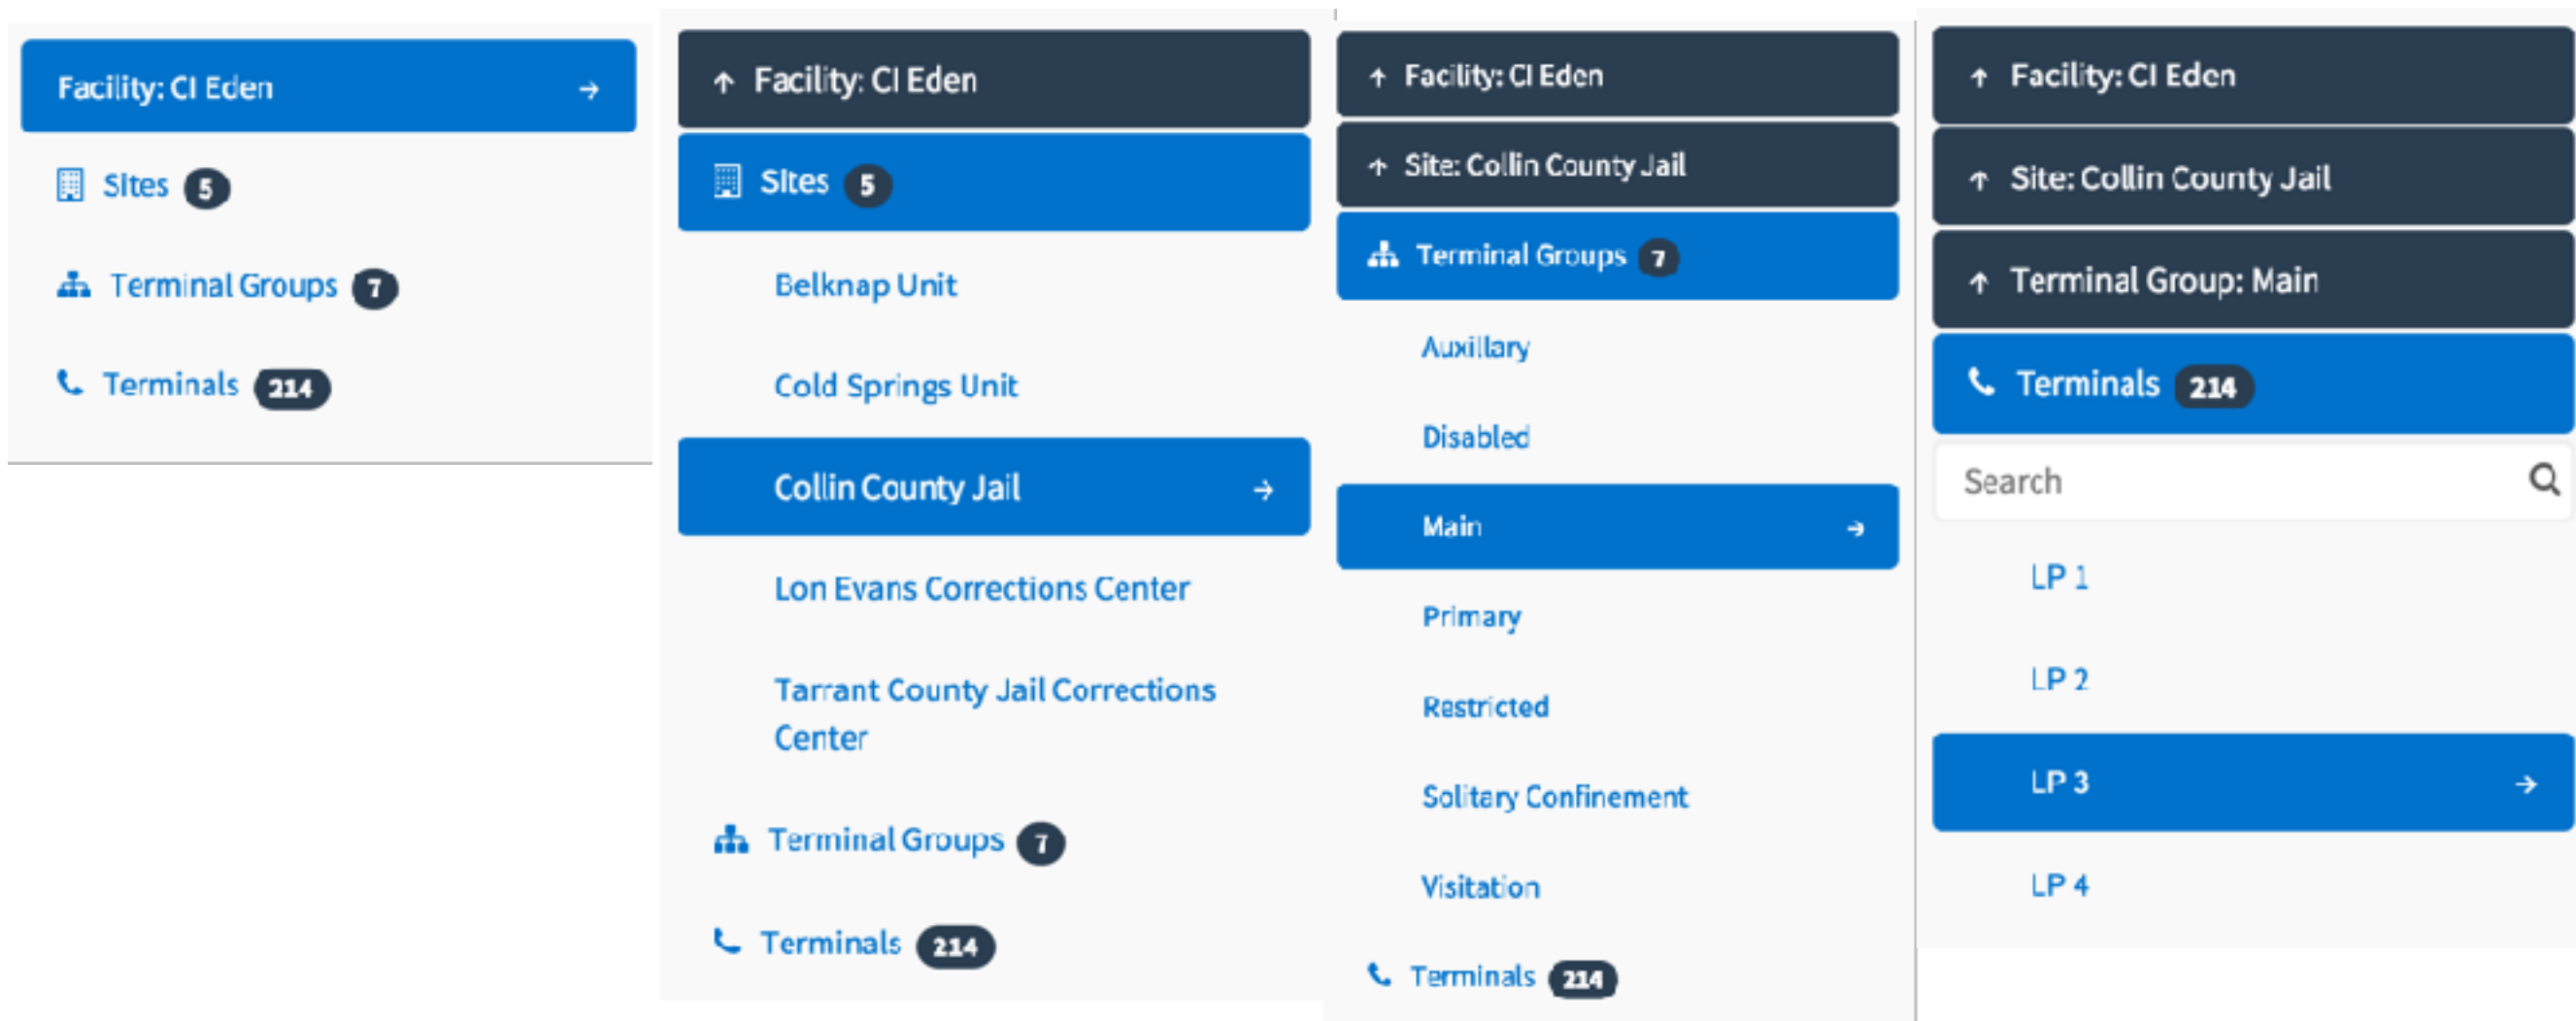 Facility: CI Eden →
Sites 5
Terminal Groups 7
Terminals 214
↑ Facility: CI Eden
Sites 5
Belknap Unit
Cold Springs Unit
Collin County Jail →
Lon Evans Corrections Center
Tarrant County Jail Corrections
Center
Terminal Groups 7
Terminals 214
↑ Facility: CI Eden
↑ Site: Collin County Jail
Terminal Groups 7
Auxillary
Disabled
Main →
Primary
Restricted
Solitary Confinement
Visitation
Terminals 214
↑ Facility: CI Eden
↑ Site: Collin County Jail
↑ Terminal Group: Main
Terminals 214
Search
LP 1
LP 2
LP 3 →
LP 4